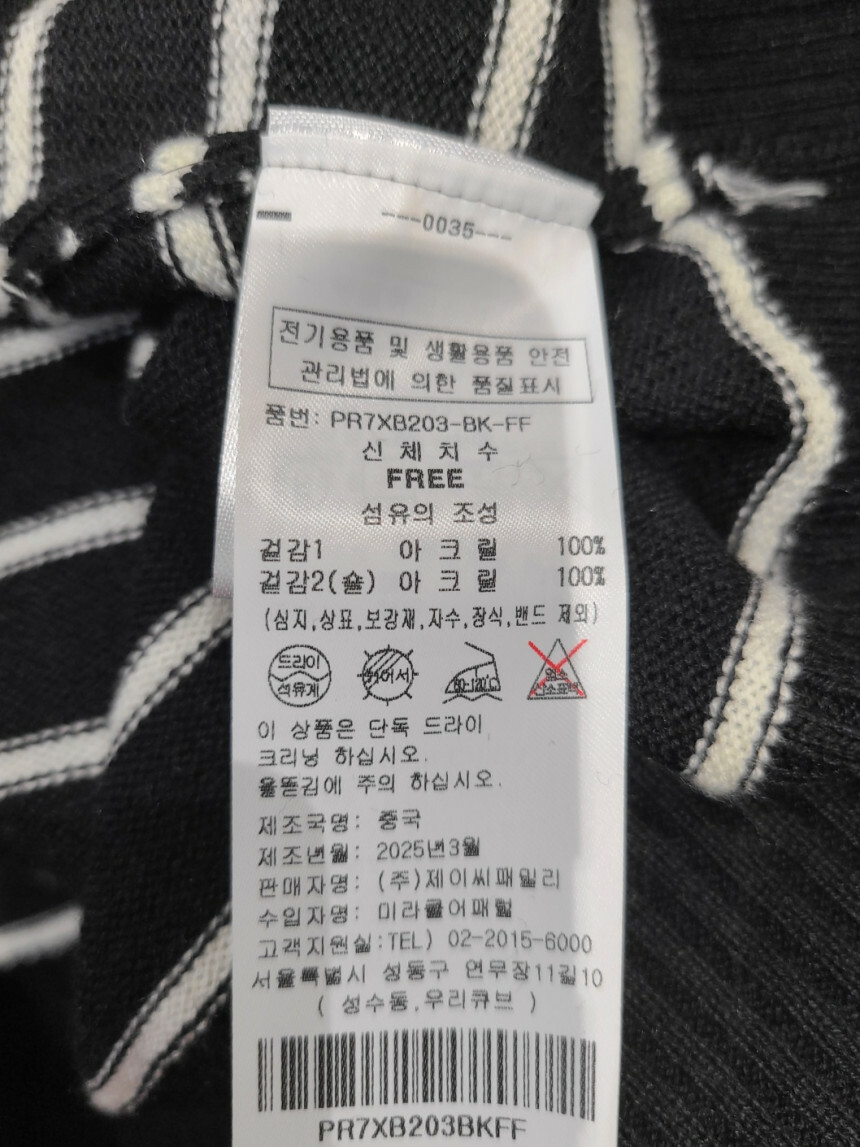 ---0035---
전기용품 및 생활용품 안전
관리법에 의한 품질표시
품번: PR7XB203-BK-FF
신 체 치 수
FREE
섬유의 조성
겉감1 아 크 릴 100%
겉감2(숄) 아 크 릴 100%
(심지,상표,보강재,자수,장식,밴드 제외)
드라이 뉘어서 80-120℃ 염소
석유계 산소표백
이 상품은 단독 드라이
크리닝 하십시오.
올뜯김에 주의 하십시오.
제조국명: 중국
제조년월: 2025년3월
판매자명: (주)제이씨패밀리
수입자명: 미라클어패럴
고객지원실:TEL) 02-2015-6000
서울특별시 성동구 연무장11길10
( 성수동,우리큐브 )
PR7XB203BKFF